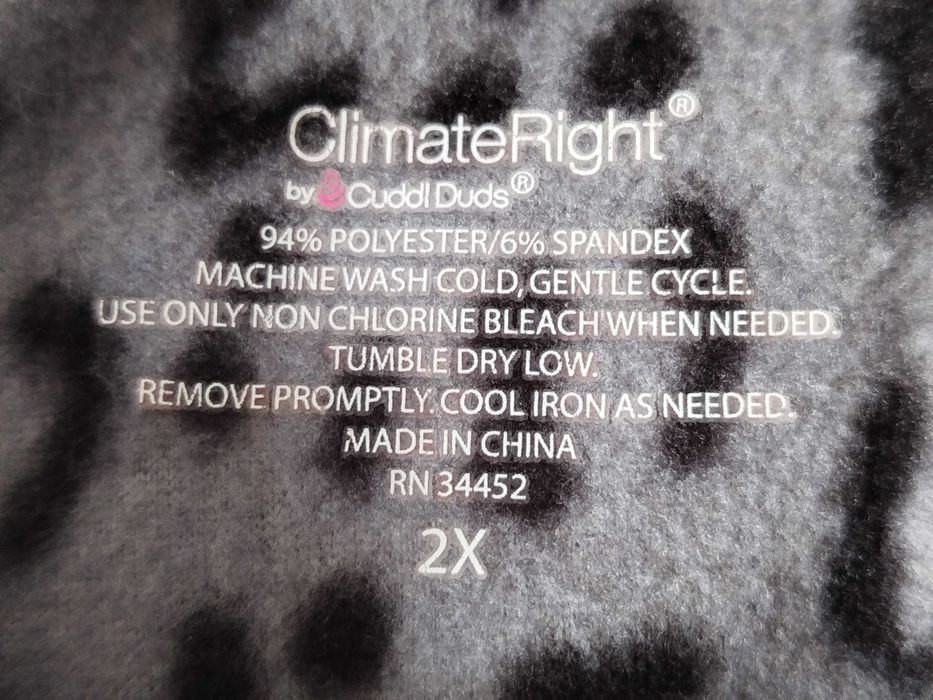 ClimateRight®
by Cuddl Duds®
94% POLYESTER/6% SPANDEX
MACHINE WASH COLD, GENTLE CYCLE.
USE ONLY NON CHLORINE BLEACH WHEN NEEDED.
TUMBLE DRY LOW.
REMOVE PROMPTLY. COOL IRON AS NEEDED.
MADE IN CHINA
RN 34452
2X